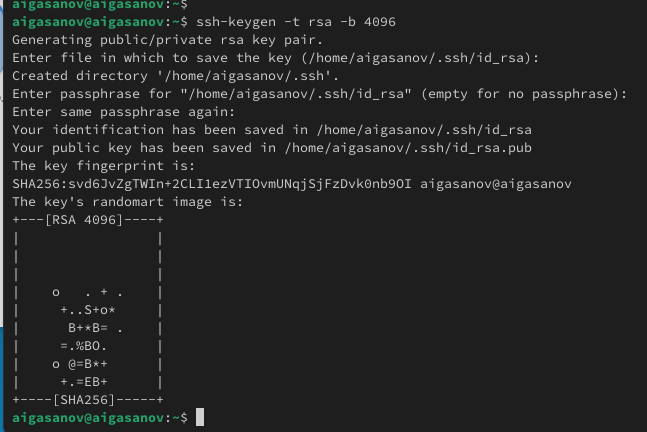 aigasanov@aigasanov:~$
aigasanov@aigasanov:~$ ssh-keygen -t rsa -b 4096
Generating public/private rsa key pair.
Enter file in which to save the key (/home/aigasanov/.ssh/id_rsa):
Created directory '/home/aigasanov/.ssh'.
Enter passphrase for "/home/aigasanov/.ssh/id_rsa" (empty for no passphrase):
Enter same passphrase again:
Your identification has been saved in /home/aigasanov/.ssh/id_rsa
Your public key has been saved in /home/aigasanov/.ssh/id_rsa.pub
The key fingerprint is:
SHA256:svd6JvZgTWIn+2CLI1ezVTIOvmUNqjSjFzDvk0nb9OI aigasanov@aigasanov
The key's randomart image is:
+---[RSA 4096]----+
|                 |
|                 |
|                 |
|    o   . + .    |
|     +..S+o*     |
|      B+*B= .    |
|     =.%BO.      |
|    o @=B*+      |
|     +.=EB+      |
+----[SHA256]-----+
aigasanov@aigasanov:~$